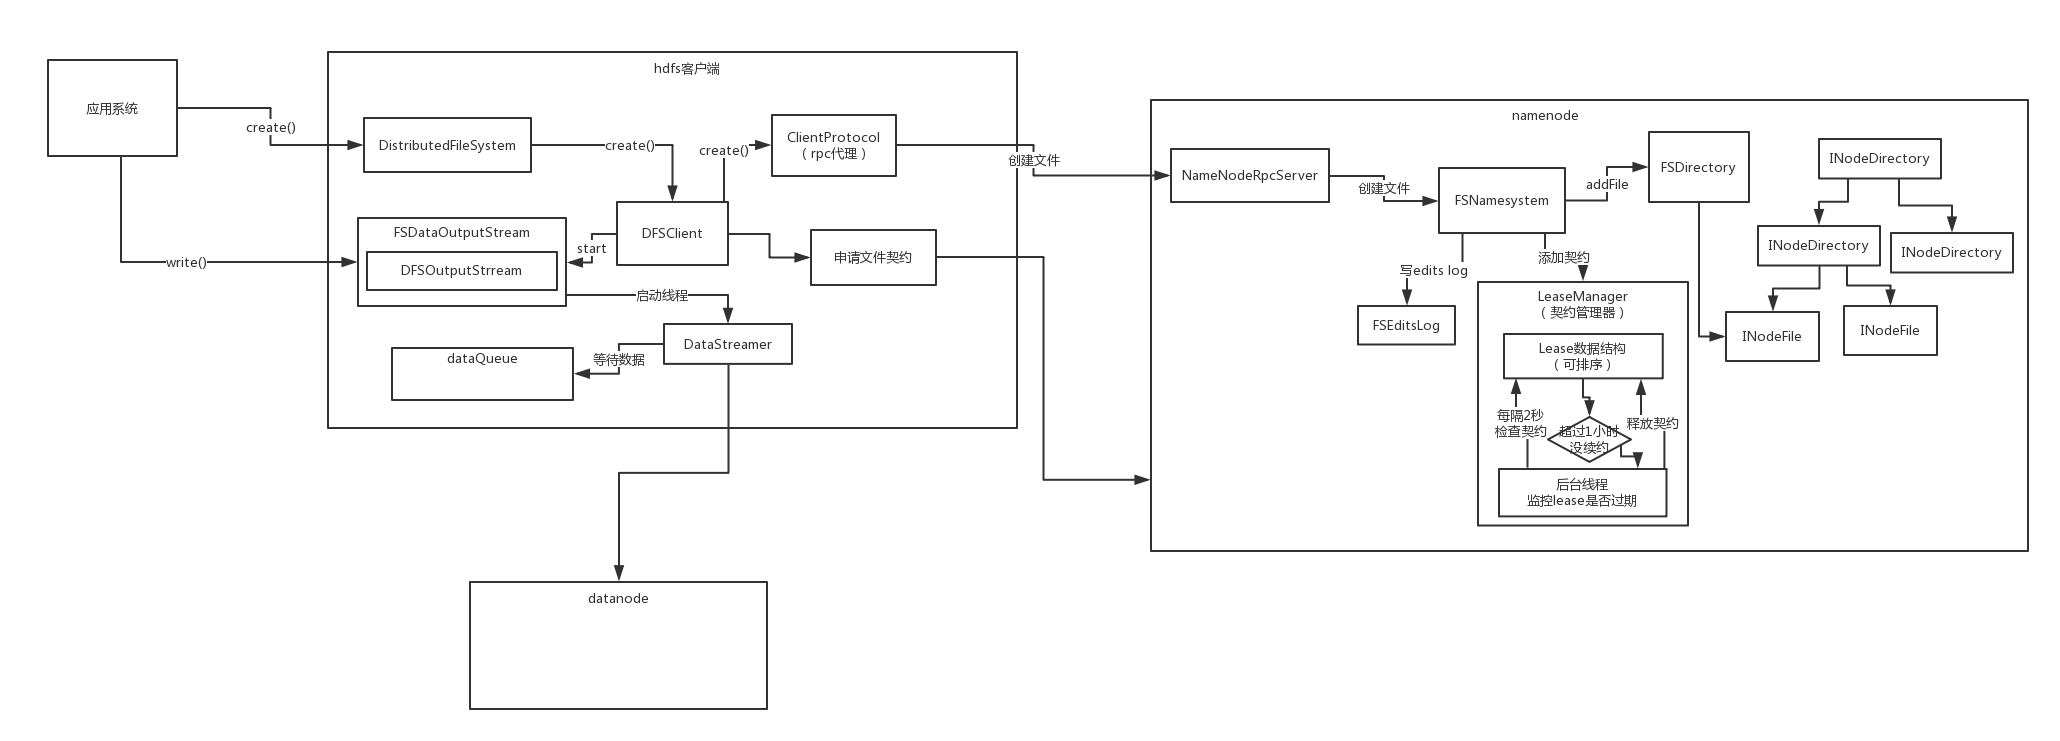 应用系统
create()
write()
hdfs客户端
DistributedFileSystem
create()
create()
ClientProtocol
（rpc代理）
创建文件
FSDataOutputStream
DFSOutputStrream
start
DFSClient
申请文件契约
启动线程
DataStreamer
等待数据
dataQueue
datanode
namenode
NameNodeRpcServer
创建文件
FSNamesystem
addFile
FSDirectory
INodeDirectory
INodeDirectory
INodeDirectory
INodeFile
INodeFile
写edits log
FSEditsLog
添加契约
LeaseManager
（契约管理器）
Lease数据结构
（可排序）
每隔2秒
检查契约
超过1小时
没续约
释放契约
后台线程
监控lease是否过期